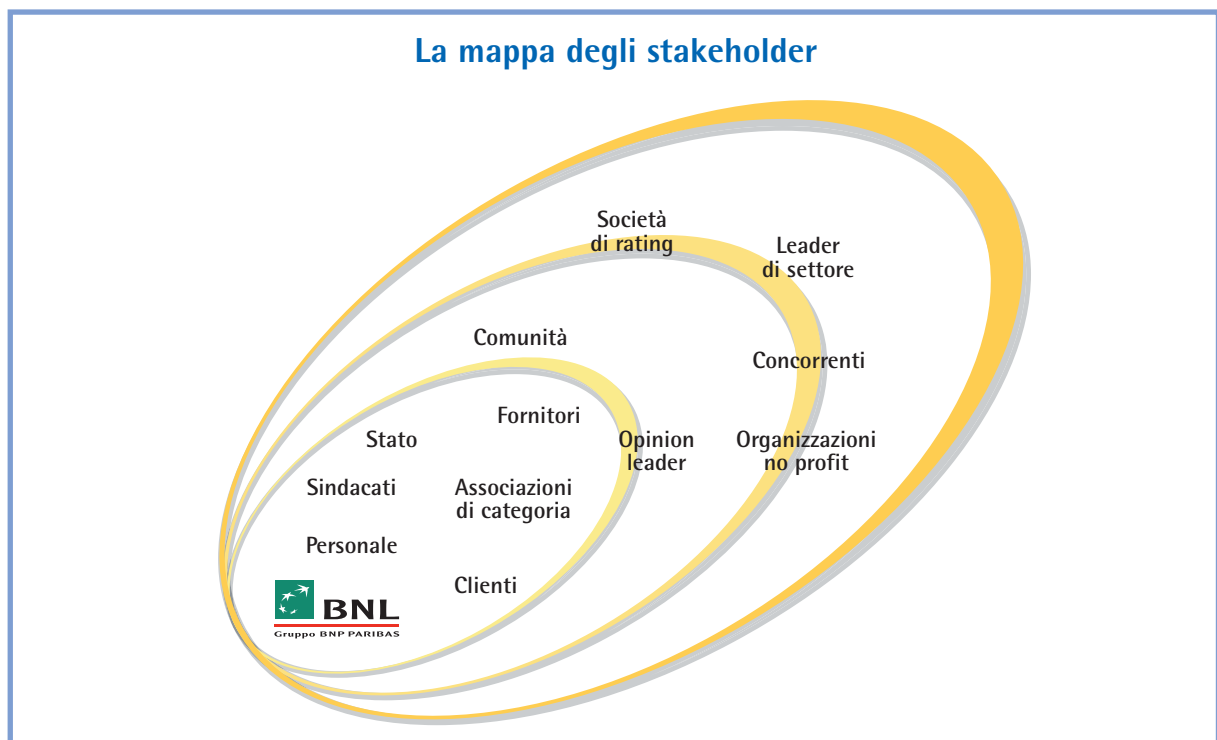 La mappa degli stakeholder
Società
di rating
Leader
di settore
Comunità
Concorrenti
Fornitori
Stato
Opinion
leader
Organizzazioni
no profit
Sindacati
Associazioni
di categoria
Personale
Clienti
BNL
Gruppo BNP PARIBAS